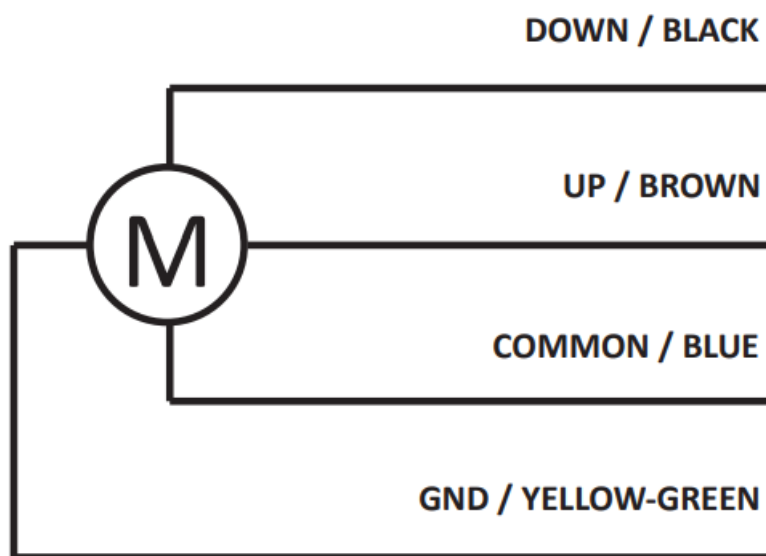 DOWN / BLACK
UP / BROWN
M
COMMON / BLUE
GND / YELLOW-GREEN